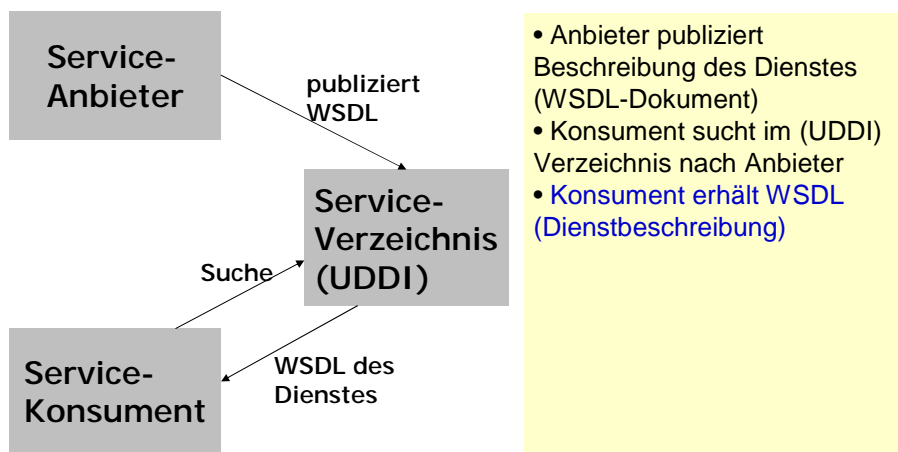 Service-
Anbieter
publiziert
WSDL
Service-
Verzeichnis
(UDDI)
Suche
WSDL des
Dienstes
Service-
Konsument
• Anbieter publiziert
Beschreibung des Dienstes
(WSDL-Dokument)
• Konsument sucht im (UDDI)
Verzeichnis nach Anbieter
• Konsument erhält WSDL
(Dienstbeschreibung)